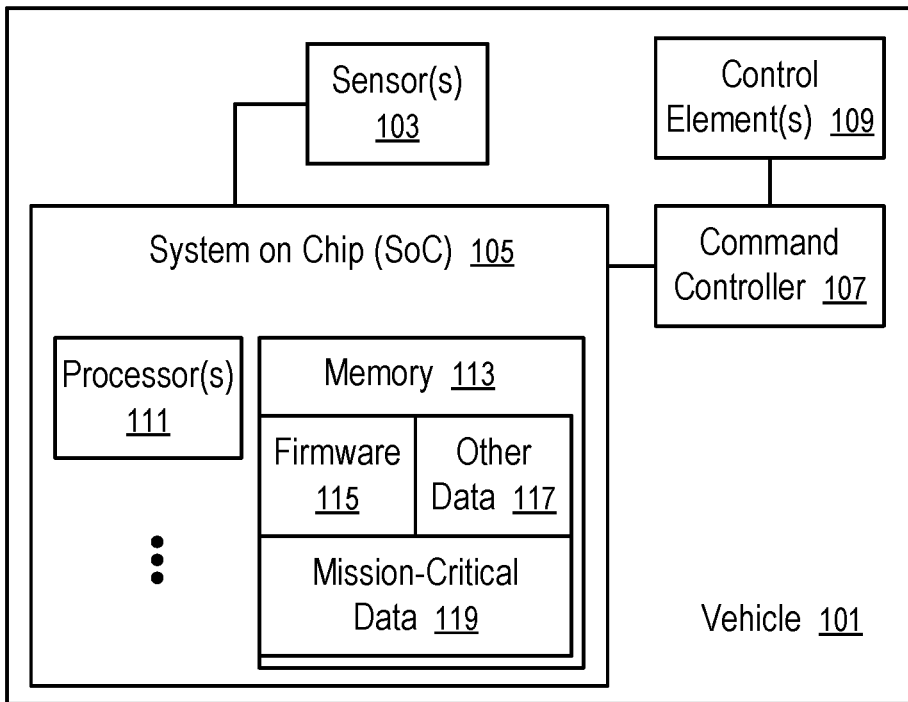 Sensor(s)
103
Control
Element(s) 109
System on Chip (SoC) 105
Command
Controller 107
Processor(s)
111
Memory 113
Firmware
115
Other
Data 117
Mission-Critical
Data 119
Vehicle 101